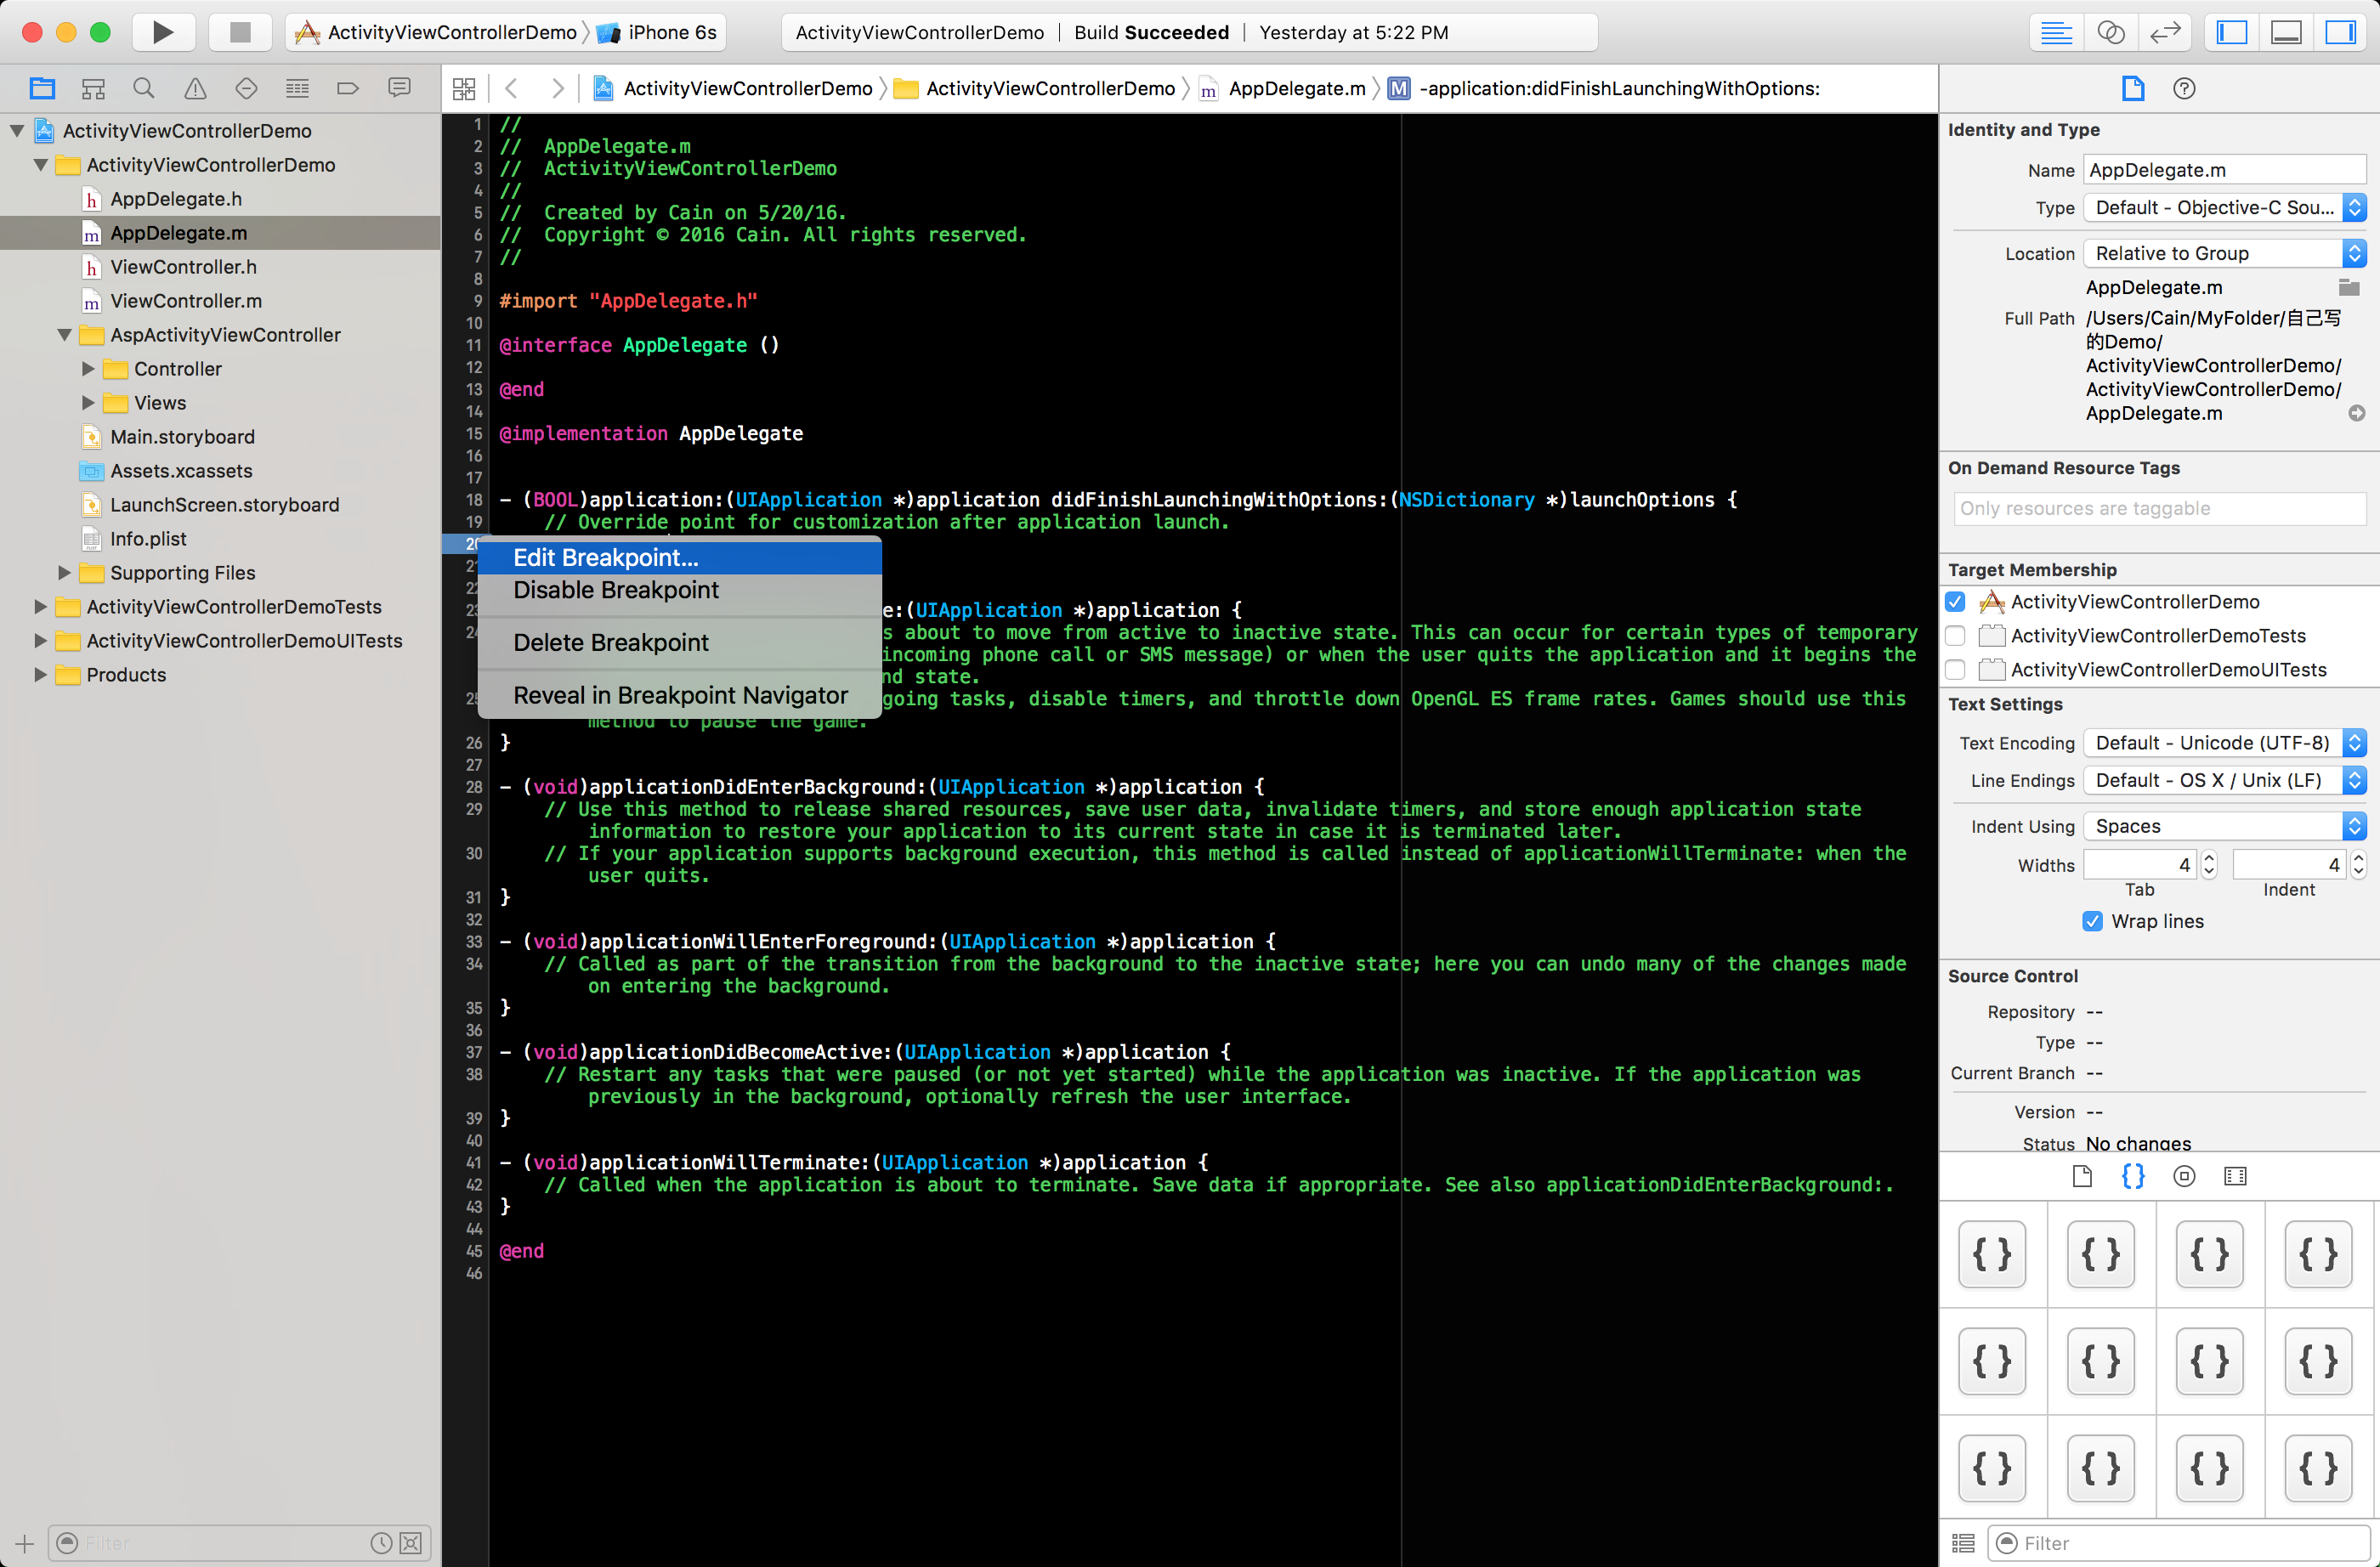 ActivityViewControllerDemo iPhone 6s
ActivityViewControllerDemo | Build Succeeded | Yesterday at 5:22 PM
ActivityViewControllerDemo
ActivityViewControllerDemo
AppDelegate.h
AppDelegate.m
ViewController.h
ViewController.m
AspActivityViewController
Controller
Views
Main.storyboard
Assets.xcassets
LaunchScreen.storyboard
Info.plist
Supporting Files
ActivityViewControllerDemoTests
ActivityViewControllerDemoUITests
Products
Filter
ActivityViewControllerDemo ActivityViewControllerDemo AppDelegate.m M -application:didFinishLaunchingWithOptions:
1 //
2 //  AppDelegate.m
3 //  ActivityViewControllerDemo
4 //
5 //  Created by Cain on 5/20/16.
6 //  Copyright © 2016 Cain. All rights reserved.
7 //
8
9 #import "AppDelegate.h"
10
11 @interface AppDelegate ()
12
13 @end
14
15 @implementation AppDelegate
16
17
18 - (BOOL)application:(UIApplication *)application didFinishLaunchingWithOptions:(NSDictionary *)launchOptions {
19 // Override point for customization after application launch.
20
Edit Breakpoint...
Disable Breakpoint
Delete Breakpoint
Reveal in Breakpoint Navigator
21
22
23 e:(UIApplication *)application {
24 s about to move from active to inactive state. This can occur for certain types of temporary
incoming phone call or SMS message) or when the user quits the application and it begins the
nd state.
25 going tasks, disable timers, and throttle down OpenGL ES frame rates. Games should use this
method to pause the game.
26 }
27
28 - (void)applicationDidEnterBackground:(UIApplication *)application {
29 // Use this method to release shared resources, save user data, invalidate timers, and store enough application state
information to restore your application to its current state in case it is terminated later.
30 // If your application supports background execution, this method is called instead of applicationWillTerminate: when the
user quits.
31 }
32
33 - (void)applicationWillEnterForeground:(UIApplication *)application {
34 // Called as part of the transition from the background to the inactive state; here you can undo many of the changes made
on entering the background.
35 }
36
37 - (void)applicationDidBecomeActive:(UIApplication *)application {
38 // Restart any tasks that were paused (or not yet started) while the application was inactive. If the application was
previously in the background, optionally refresh the user interface.
39 }
40
41 - (void)applicationWillTerminate:(UIApplication *)application {
42 // Called when the application is about to terminate. Save data if appropriate. See also applicationDidEnterBackground:.
43 }
44
45 @end
46
Identity and Type
Name AppDelegate.m
Type Default - Objective-C Sou...
Location Relative to Group
AppDelegate.m
Full Path /Users/Cain/MyFolder/自己写
的Demo/
ActivityViewControllerDemo/
ActivityViewControllerDemo/
AppDelegate.m
On Demand Resource Tags
Only resources are taggable
Target Membership
ActivityViewControllerDemo
ActivityViewControllerDemoTests
ActivityViewControllerDemoUITests
Text Settings
Text Encoding Default - Unicode (UTF-8)
Line Endings Default - OS X / Unix (LF)
Indent Using Spaces
Widths 4 4
Tab Indent
Wrap lines
Source Control
Repository --
Type --
Current Branch --
Version --
Status No changes
{}
{ } { } { } { }
{ } { } { } { }
{ } { } { } { }
Filter